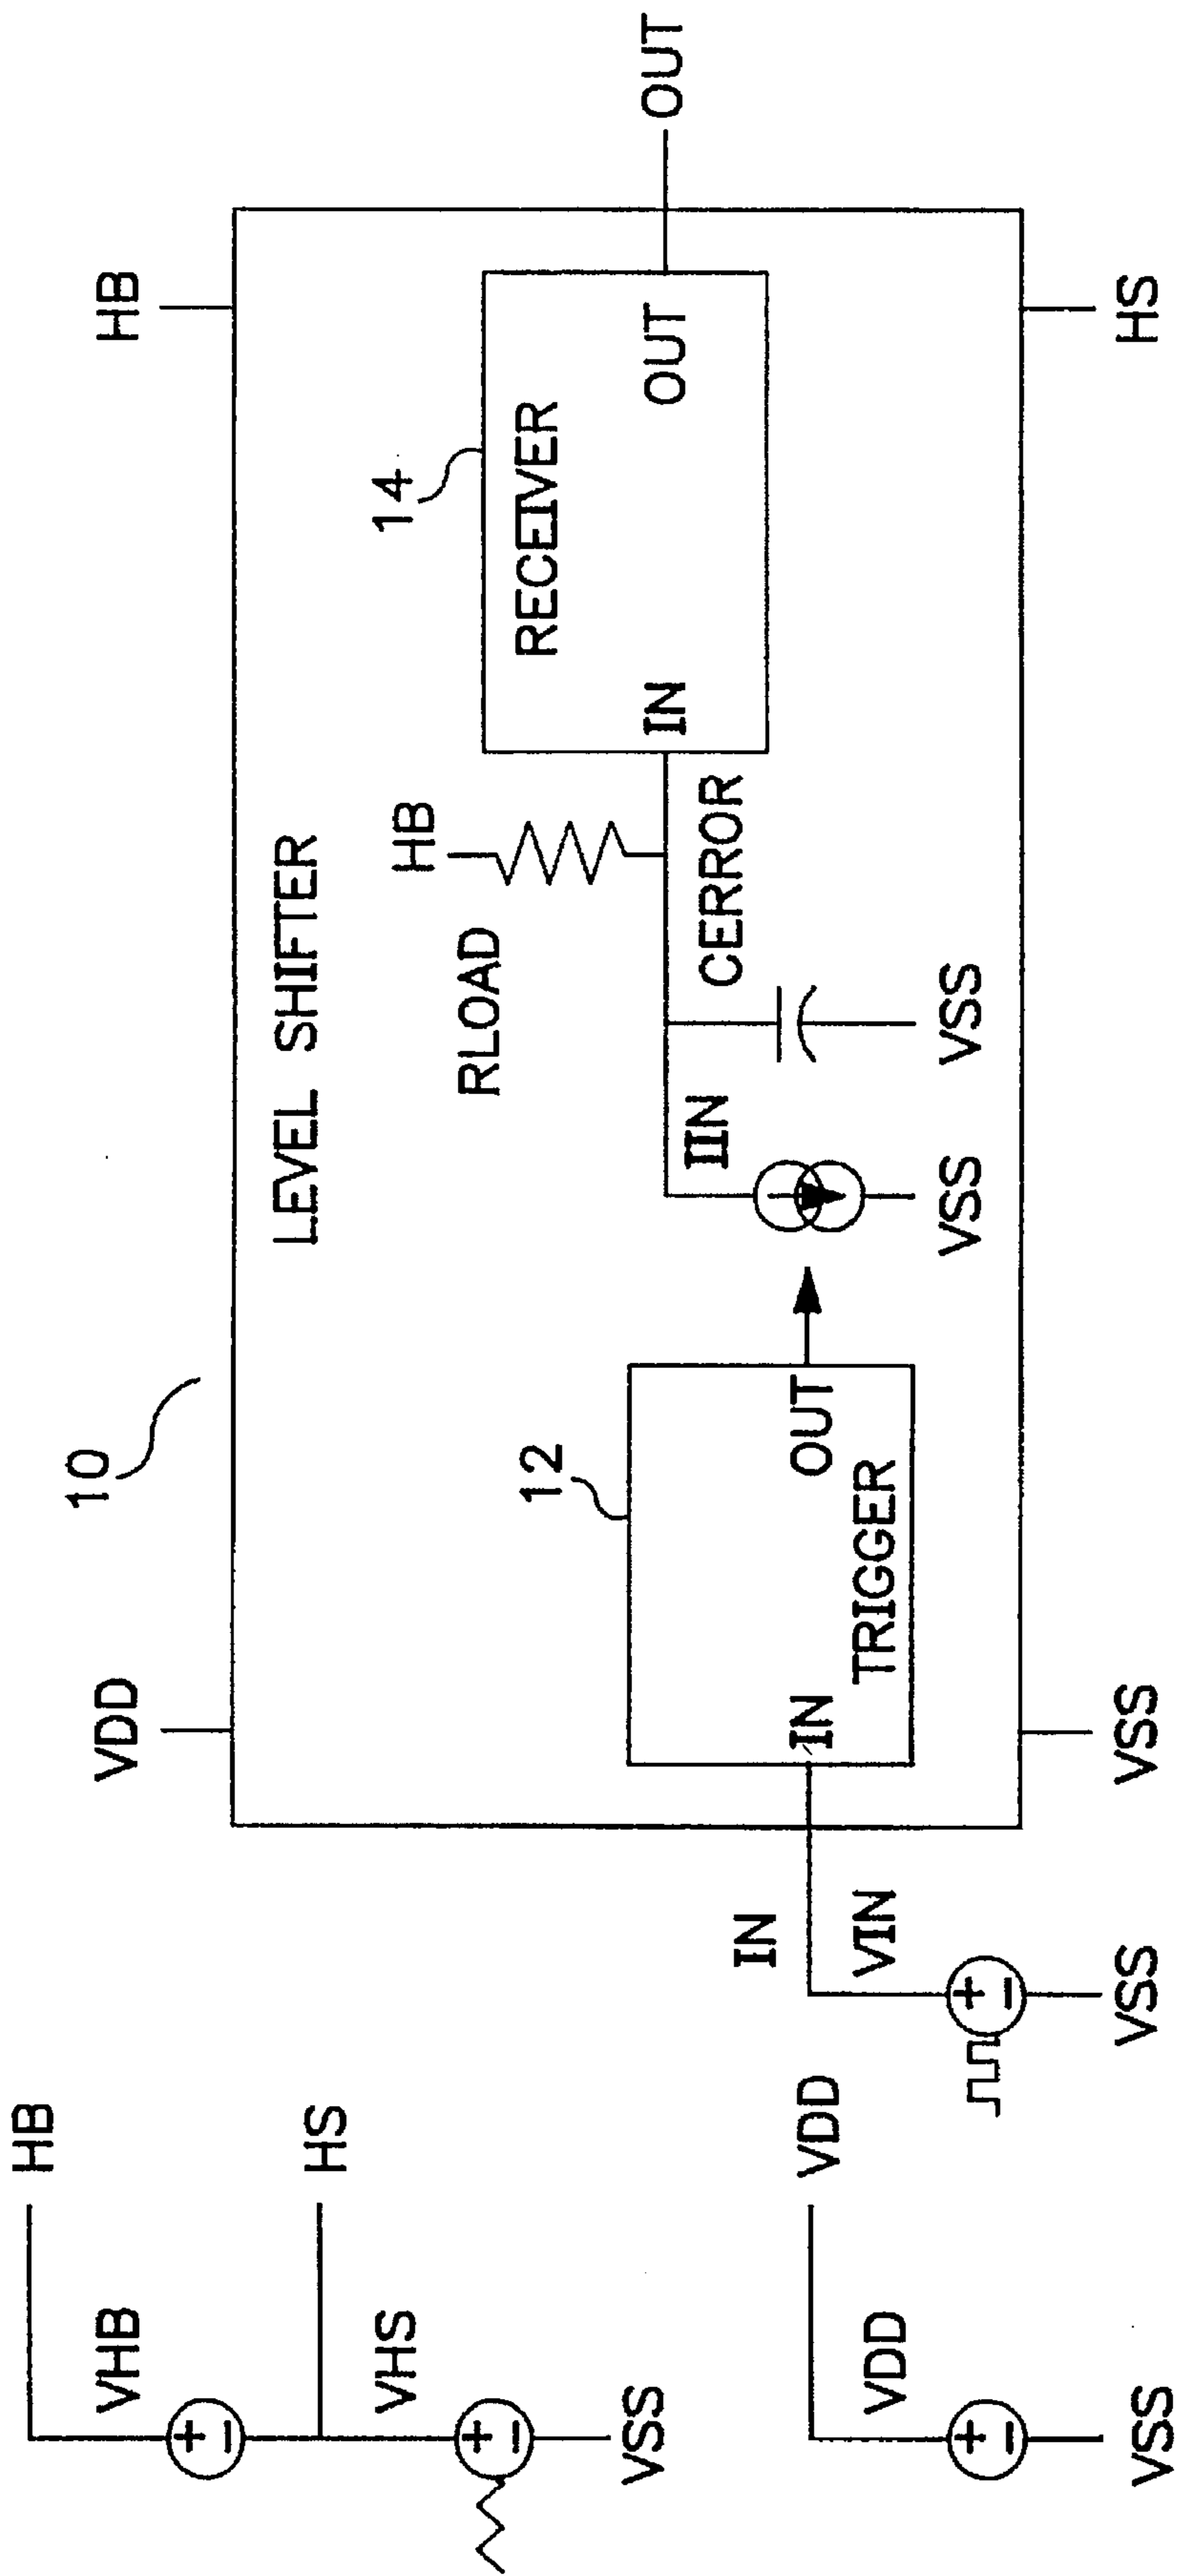 HB
VHB
HS
VHS
VSS
VDD
VDD
VSS
IN
VIN
VSS
10
VDD
HB
LEVEL SHIFTER
12
IN
OUT
TRIGGER
IIN
VSS
CERROR
VSS
RLOAD
HB
14
RECEIVER
IN
OUT
OUT
VSS
HS